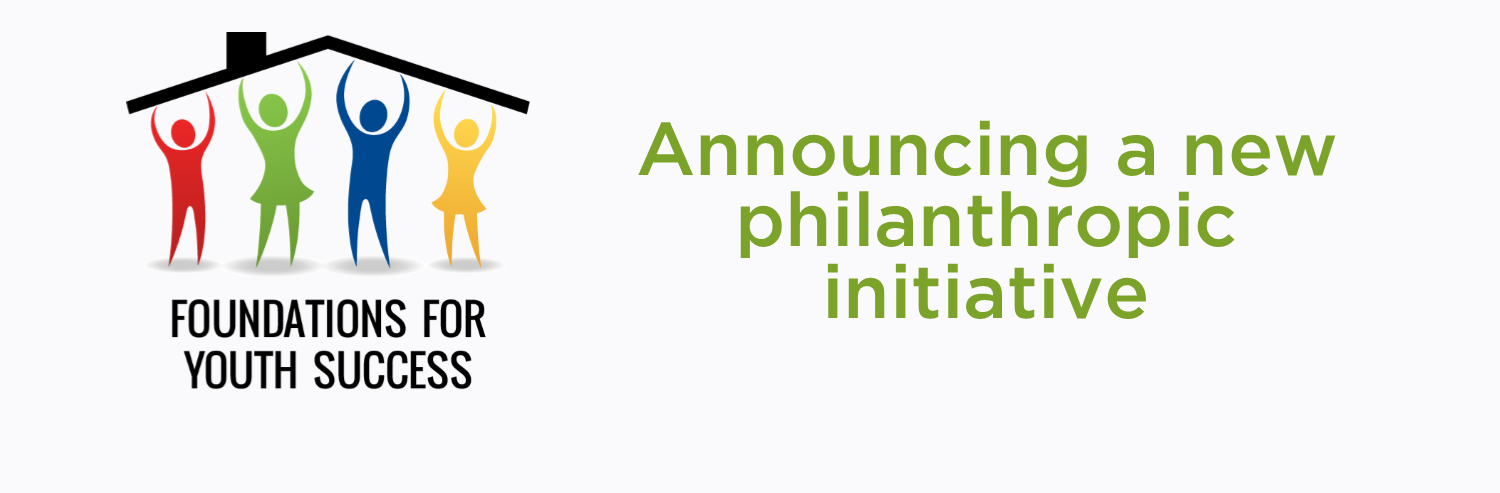 FOUNDATIONS FOR
YOUTH SUCCESS
Announcing a new
philanthropic
initiative